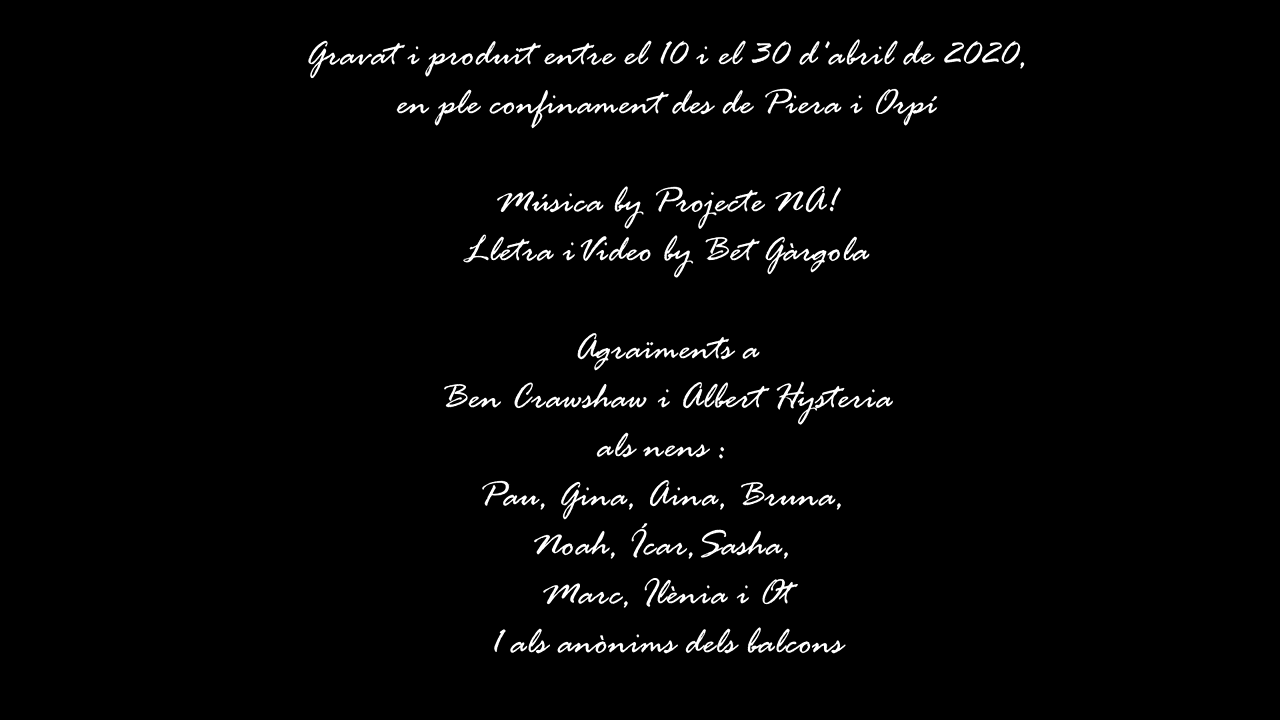 Gravat i produït entre el 10 i el 30 d'abril de 2020,
en ple confinament des de Piera i Orpí
Música by Projecte NA!
Lletra i Video by Bet Gàrgola
Agraïments a
Ben Crawshaw i Albert Hysteria
als nens :
Pau, Gina, Aina, Bruna,
Noah, Ícar, Sasha,
Marc, Ilènia i Ot
I als anònims dels balcons